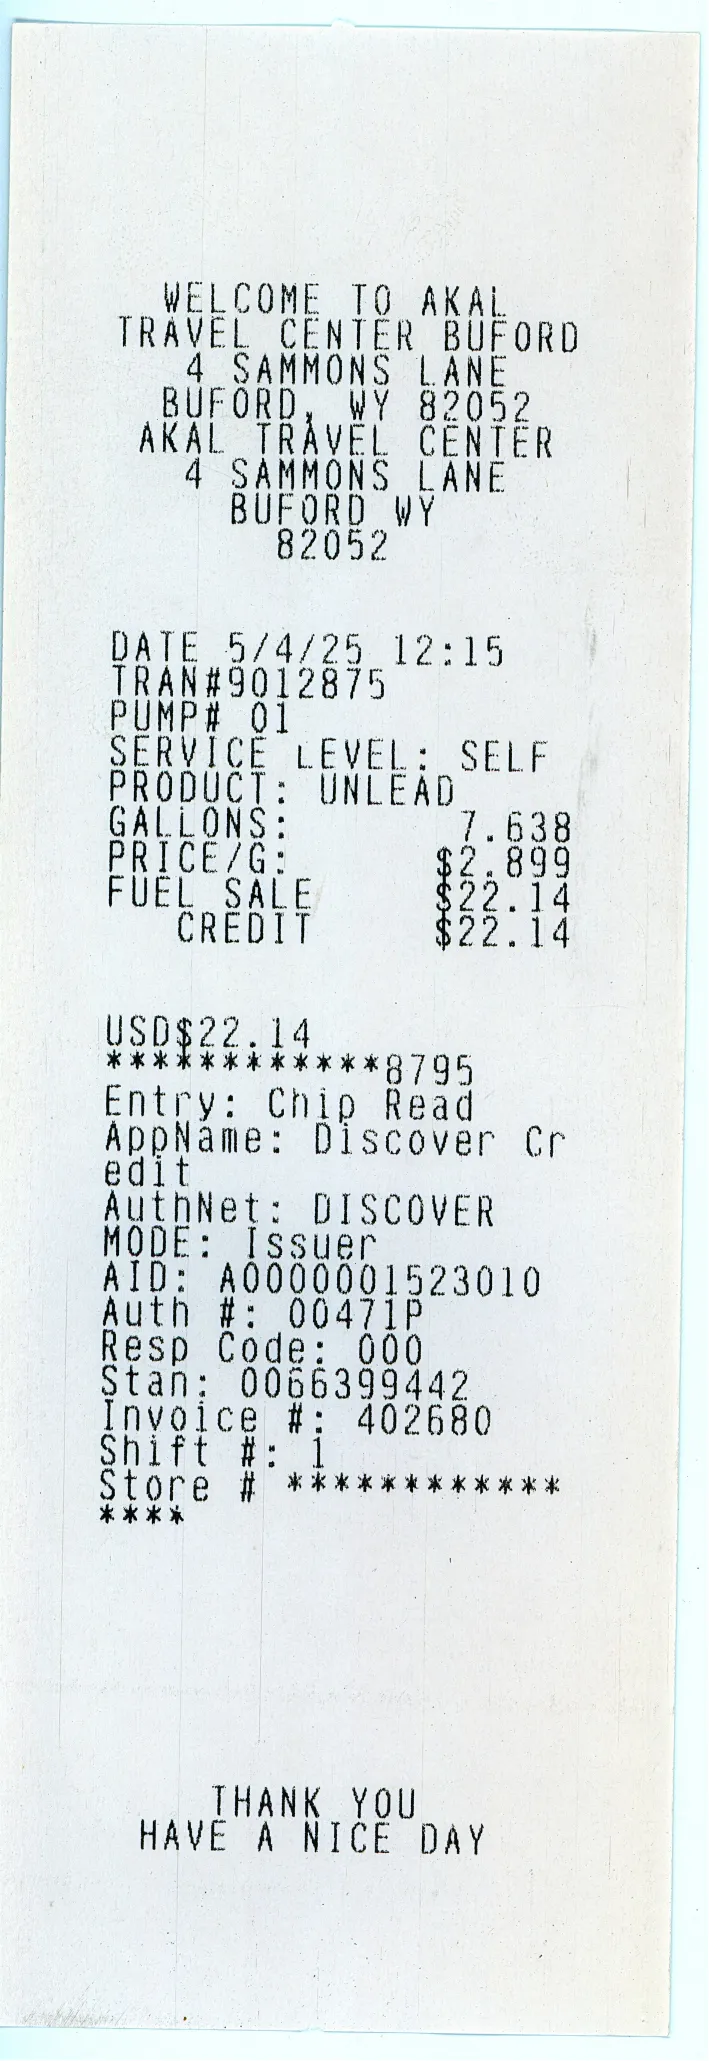 WELCOME TO AKAL
TRAVEL CENTER BUFORD
4 SAMMONS LANE
BUFORD, WY 82052
AKAL TRAVEL CENTER
4 SAMMONS LANE
BUFORD WY
82052
DATE 5/4/25 12:15
TRAN#9012875
PUMP# 01
SERVICE LEVEL: SELF
PRODUCT: UNLEAD
GALLONS: 7.638
PRICE/G: $2.899
FUEL SALE $22.14
CREDIT $22.14
USD$22.14
************8795
Entry: Chip Read
AppName: Discover Cr
edit
AuthNet: DISCOVER
MODE: Issuer
AID: A0000001523010
Auth #: 00471P
Resp Code: 000
Stan: 0066399442
Invoice #: 402680
Shift #: 1
Store # ************
****
THANK YOU
HAVE A NICE DAY